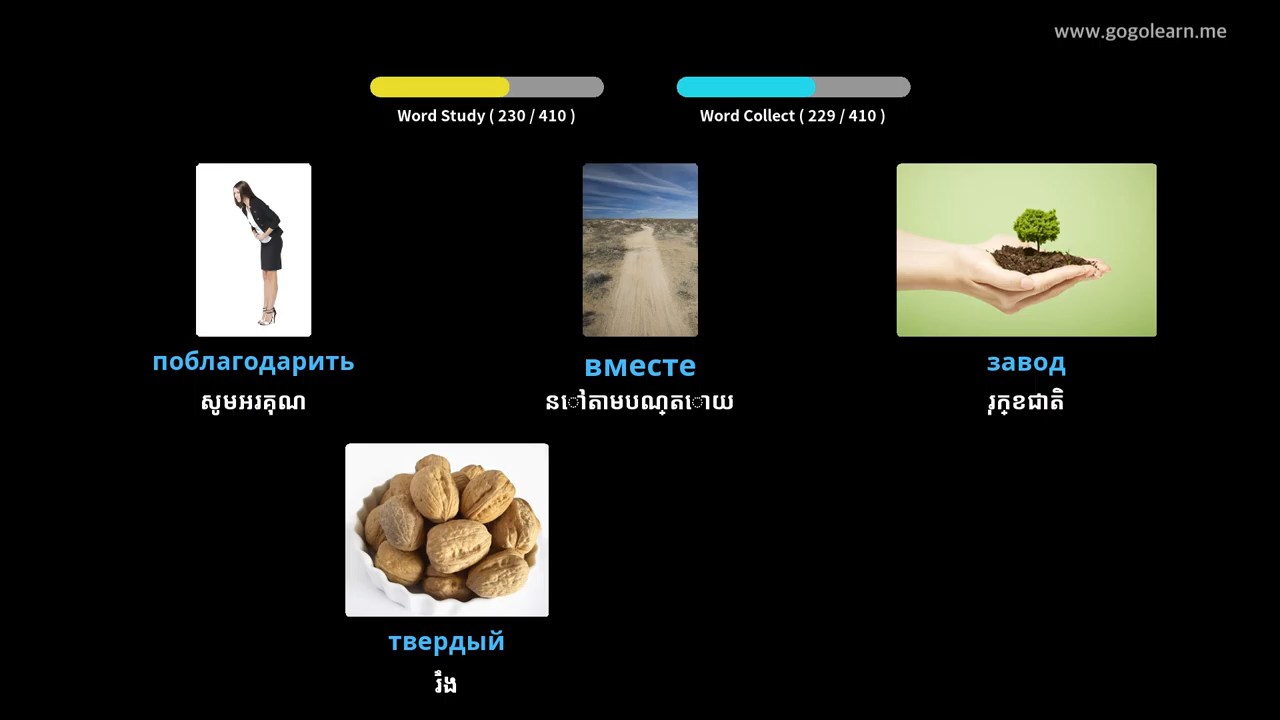 www.gogolearn.me
Word Study ( 230 / 410 )
Word Collect ( 229 / 410 )
поблагодарить
សូមអរគុណ
вместе
នៅតាមបណ្តោយ
завод
រុក្ខជាតិ
твердый
រឹង